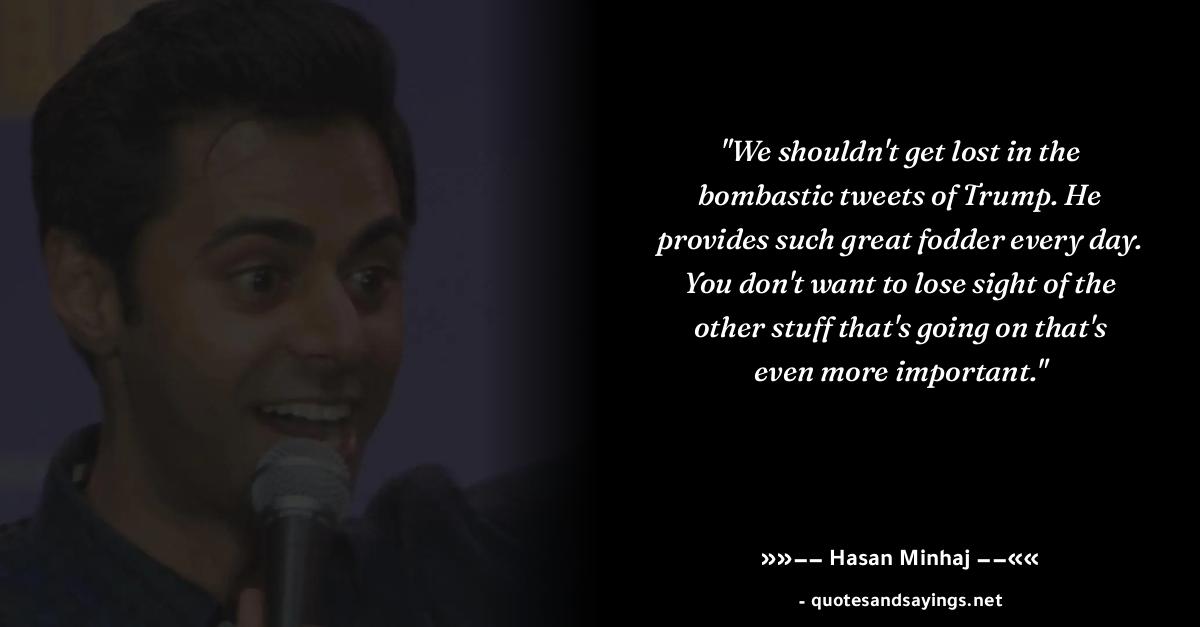 "We shouldn't get lost in the
bombastic tweets of Trump. He
provides such great fodder every day.
You don't want to lose sight of the
other stuff that's going on that's
even more important."
»»–– Hasan Minhaj ––««
- quotesandsayings.net